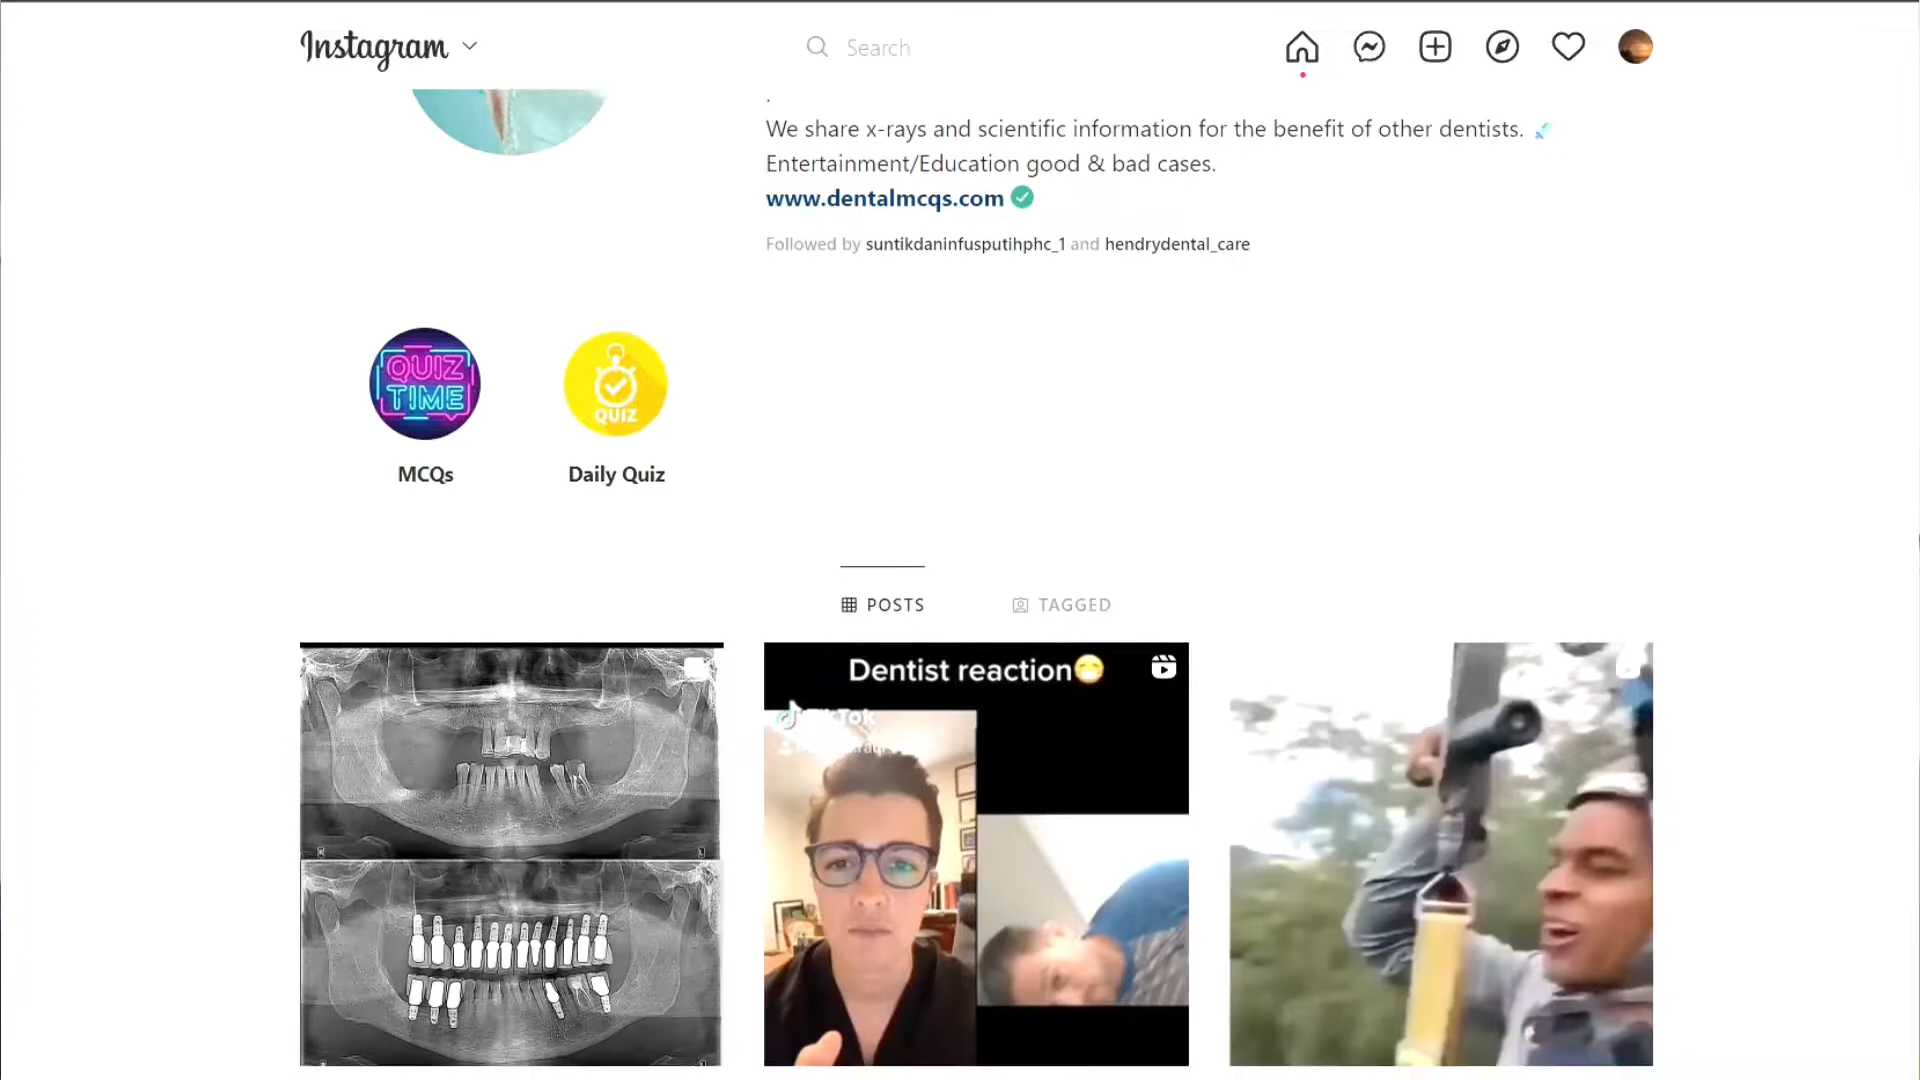 Instagram
Search
.
We share x-rays and scientific information for the benefit of other dentists.
Entertainment/Education good & bad cases.
www.dentalmcqs.com
Followed by suntikdaninfusputihphc_1 and hendrydental_care
QUIZ
TIME
QUIZ
MCQs
Daily Quiz
POSTS
TAGGED
Dentist reaction
TikTok
R
L